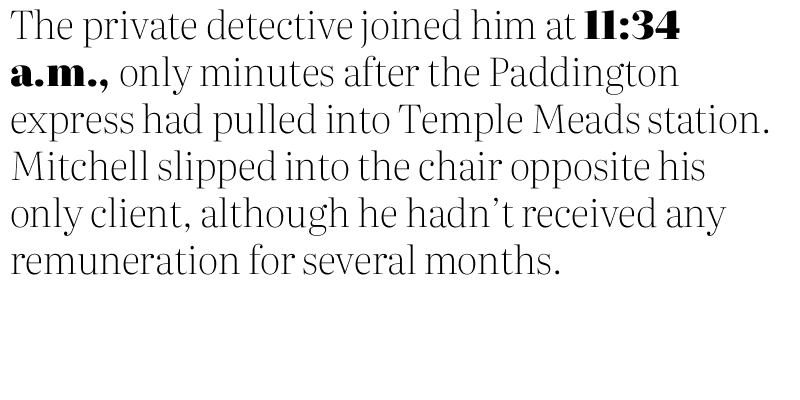 The private detective joined him at 11:34
a.m., only minutes after the Paddington
express had pulled into Temple Meads station.
Mitchell slipped into the chair opposite his
only client, although he hadn’t received any
remuneration for several months.